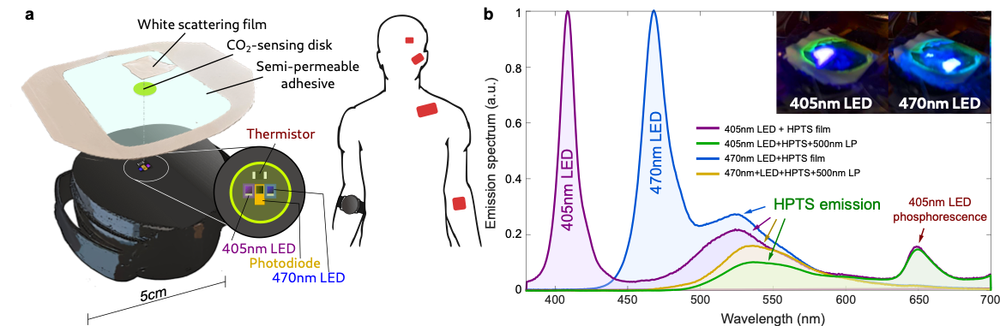 a
White scattering film
CO₂-sensing disk
Semi-permeable
adhesive
Thermistor
405nm LED
Photodiode
470nm LED
5cm
b
Emission spectrum (a.u.)
1
0.8
0.6
0.4
0.2
0
400
450
500
550
600
650
700
Wavelength (nm)
405nm LED
470nm LED
405nm LED
470nm LED
405nm LED + HPTS film
405nm LED+HPTS+500nm LP
470nm LED+HPTS film
470nm+LED+HPTS+500nm LP
HPTS emission
405nm LED
phosphorescence